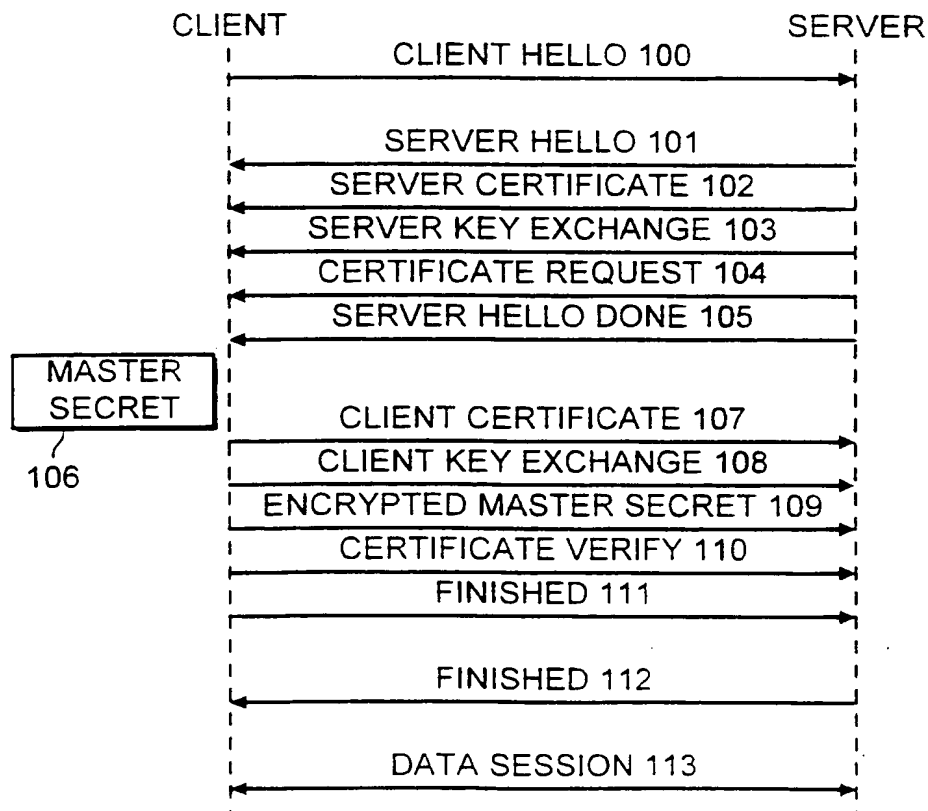 CLIENT
SERVER
CLIENT HELLO 100
SERVER HELLO 101
SERVER CERTIFICATE 102
SERVER KEY EXCHANGE 103
CERTIFICATE REQUEST 104
SERVER HELLO DONE 105
MASTER
SECRET
106
CLIENT CERTIFICATE 107
CLIENT KEY EXCHANGE 108
ENCRYPTED MASTER SECRET 109
CERTIFICATE VERIFY 110
FINISHED 111
FINISHED 112
DATA SESSION 113